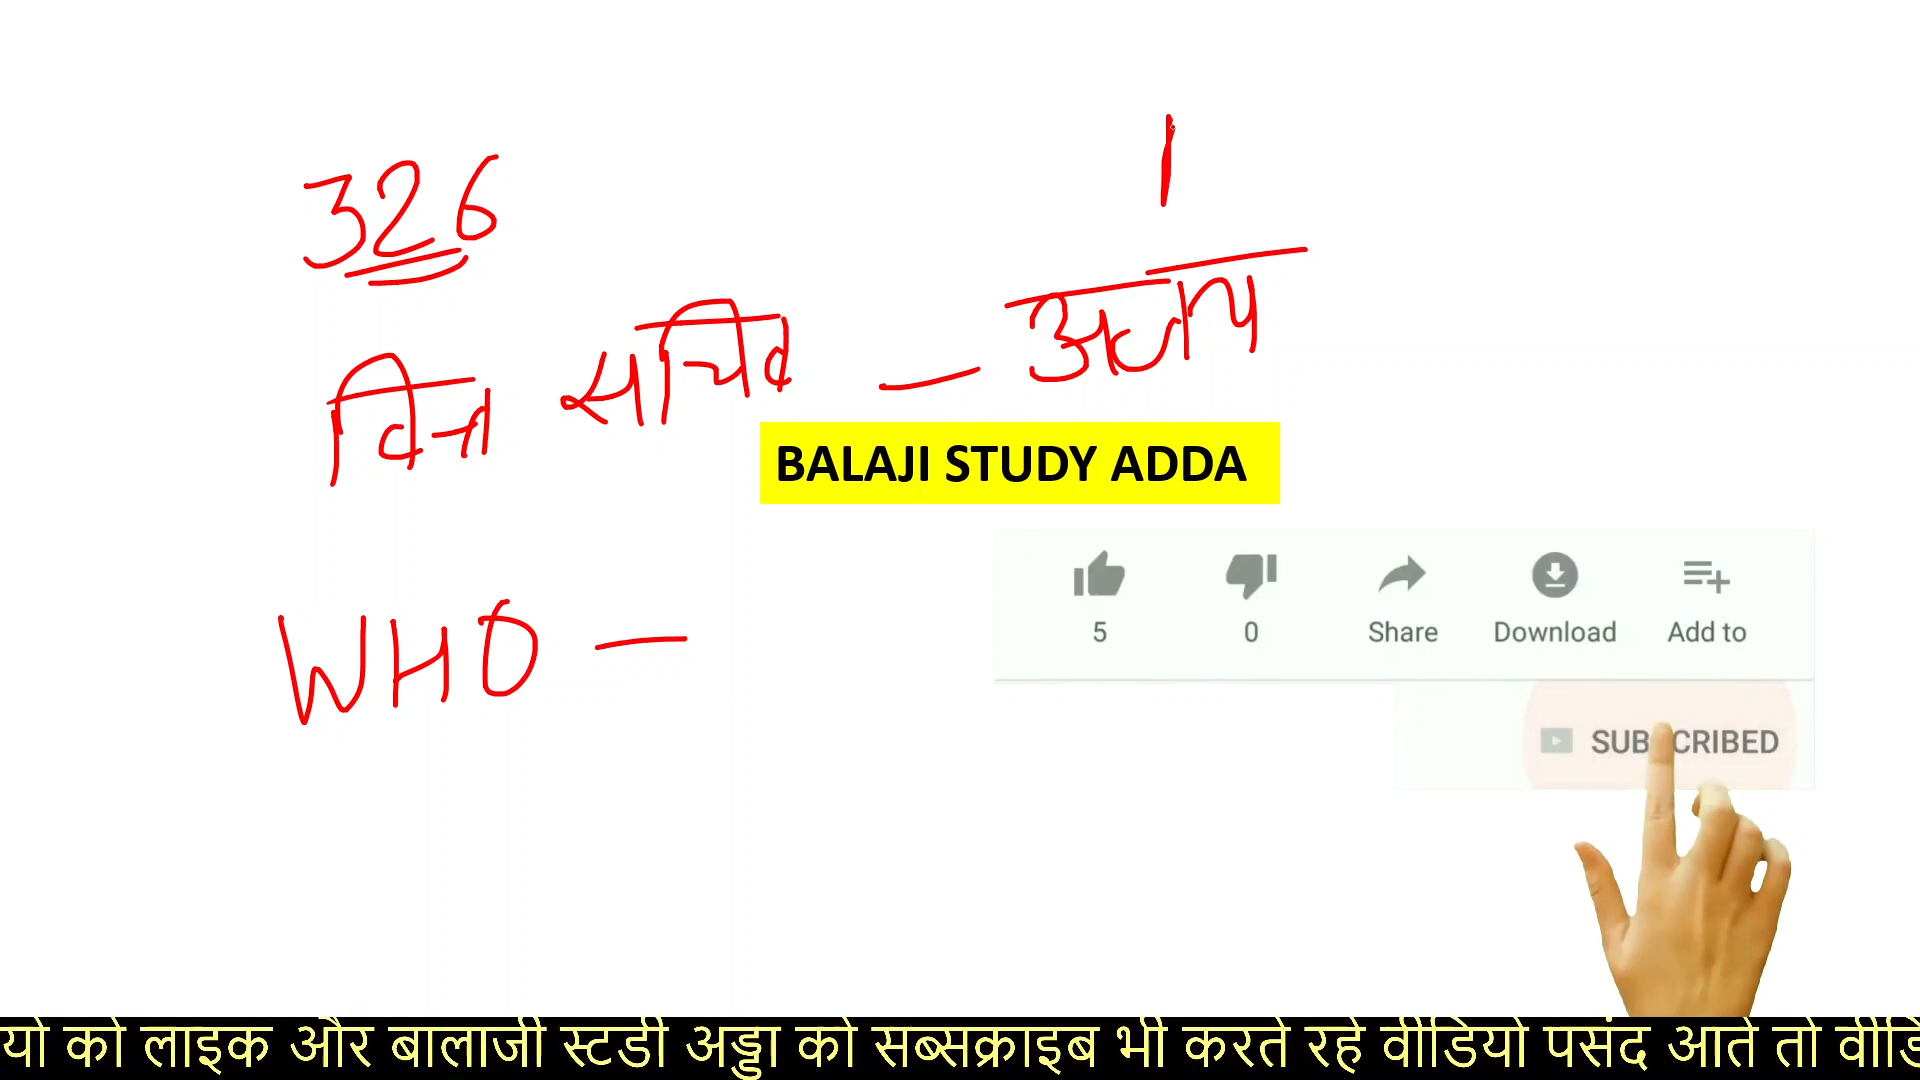 326
वित्त सचिव — अजय
BALAJI STUDY ADDA
5 0 Share Download Add to
WHO —
SUBSCRIBED
यो को लाइक और बालाजी स्टडी अड्डा को सब्सक्राइब भी करते रहे वीडियो पसंद आते तो वीडि